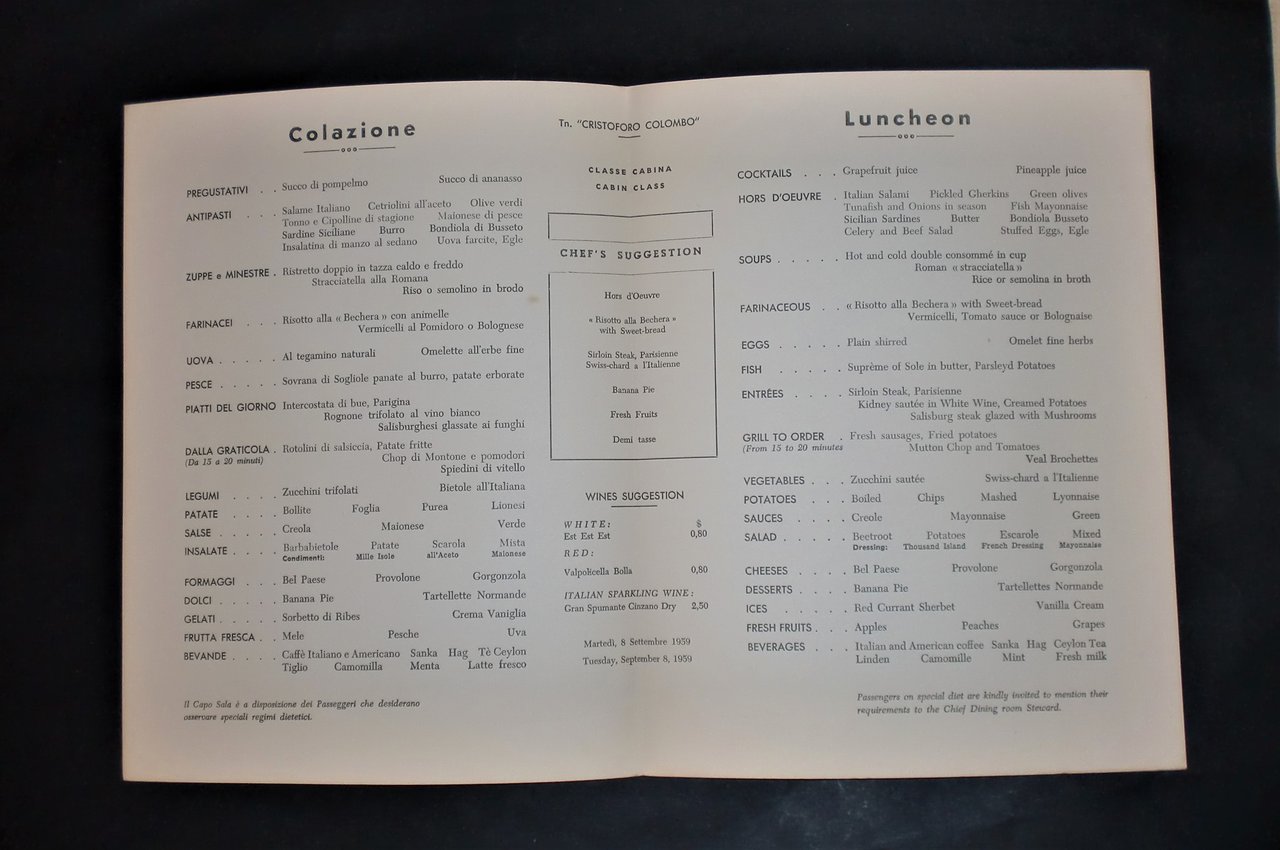 Colazione
PREGUSTATIVI . . Succo di pompelmo Succo di ananasso
ANTIPASTI . . . Salame Italiano Cetriolini all'aceto Olive verdi
Tonno e Cipolline di stagione Maionese di pesce
Sardine Siciliane Burro Bondiola di Busseto
Insalatina di manzo al sedano Uova farcite, Egle
ZUPPE e MINESTRE . Ristretto doppio in tazza caldo e freddo
Stracciatella alla Romana
Riso o semolino in brodo
FARINACEI . . . Risotto alla « Bechera » con animelle
Vermicelli al Pomidoro o Bolognese
UOVA . . . . . Al tegamino naturali Omelette all'erbe fine
PESCE . . . . . Sovrana di Sogliole panate al burro, patate erborate
PIATTI DEL GIORNO Intercostata di bue, Parigina
Rognone trifolato al vino bianco
Salisburghesi glassate ai funghi
DALLA GRATICOLA . Rotolini di salsiccia, Patate fritte
(Da 15 a 20 minuti) Chop di Montone e pomodori
Spiedini di vitello
LEGUMI . . . . Zucchini trifolati Bietole all'Italiana
PATATE . . . . Bollite Foglia Purea Lionesi
SALSE . . . . . Creola Maionese Verde
INSALATE . . . . Barbabietole Patate Scarola Mista
Condimenti: Mille Isole all'Aceto Maionese
FORMAGGI . . . Bel Paese Provolone Gorgonzola
DOLCI . . . . . Banana Pie Tartellette Normande
GELATI . . . . . Sorbetto di Ribes Crema Vaniglia
FRUTTA FRESCA . . Mele Pesche Uva
BEVANDE . . . . Caffè Italiano e Americano Sanka Hag Tè Ceylon
Tiglio Camomilla Menta Latte fresco
Il Capo Sala è a disposizione dei Passeggeri che desiderano
osservare speciali regimi dietetici.
Tn. "CRISTOFORO COLOMBO"
CLASSE CABINA
CABIN CLASS
CHEF'S SUGGESTION
Hors d'Oeuvre
« Risotto alla Bechera »
with Sweet-bread
Sirloin Steak, Parisienne
Swiss-chard a l'Italienne
Banana Pie
Fresh Fruits
Demi tasse
WINES SUGGESTION
WHITE: $
Est Est Est 0,80
RED:
Valpolicella Bolla 0,80
ITALIAN SPARKLING WINE:
Gran Spumante Cinzano Dry 2,50
Martedì, 8 Settembre 1959
Tuesday, September 8, 1959
Luncheon
COCKTAILS . . . Grapefruit juice Pineapple juice
HORS D'OEUVRE . Italian Salami Pickled Gherkins Green olives
Tunafish and Onions in season Fish Mayonnaise
Sicilian Sardines Butter Bondiola Busseto
Celery and Beef Salad Stuffed Eggs, Egle
SOUPS . . . . . Hot and cold double consommé in cup
Roman « stracciatella »
Rice or semolina in broth
FARINACEOUS . . « Risotto alla Bechera » with Sweet-bread
Vermicelli, Tomato sauce or Bolognaise
EGGS . . . . . Plain shirred Omelet fine herbs
FISH . . . . . Suprème of Sole in butter, Parsleyd Potatoes
ENTRÉES . . . . Sirloin Steak, Parisienne
Kidney sautée in White Wine, Creamed Potatoes
Salisburg steak glazed with Mushrooms
GRILL TO ORDER . Fresh sausages, Fried potatoes
(From 15 to 20 minutes Mutton Chop and Tomatoes
Veal Brochettes
VEGETABLES . . . Zucchini sautée Swiss-chard a l'Italienne
POTATOES . . . Boiled Chips Mashed Lyonnaise
SAUCES . . . . Creole Mayonnaise Green
SALAD . . . . . Beetroot Potatoes Escarole Mixed
Dressing: Thousand Island French Dressing Mayonnaise
CHEESES . . . . Bel Paese Provolone Gorgonzola
DESSERTS . . . . Banana Pie Tartellettes Normande
ICES . . . . . Red Currant Sherbet Vanilla Cream
FRESH FRUITS . . . Apples Peaches Grapes
BEVERAGES . . . Italian and American coffee Sanka Hag Ceylon Tea
Linden Camomille Mint Fresh milk
Passengers on special diet are kindly invited to mention their
requirements to the Chief Dining room Steward.